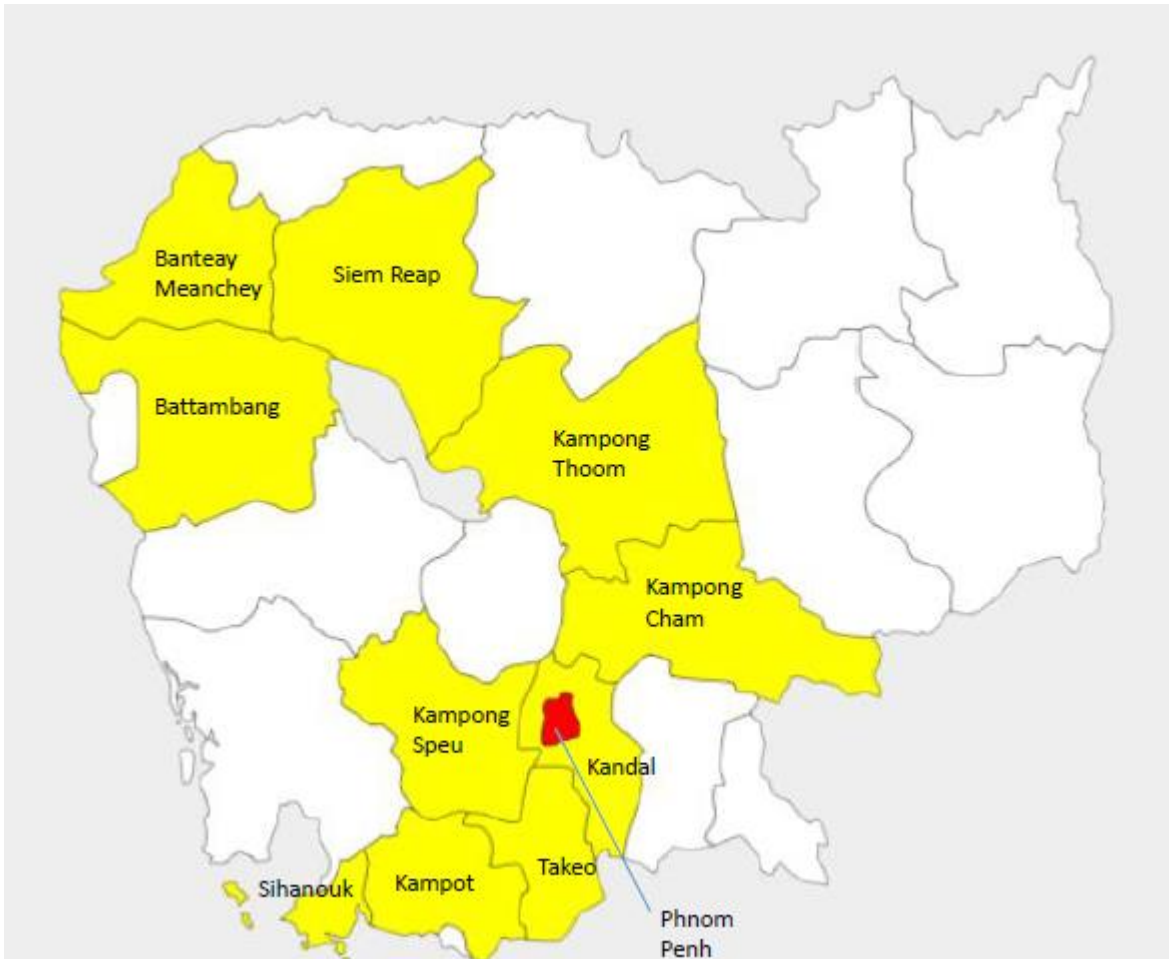 Banteay
Meanchey
Siem Reap
Battambang
Kampong
Thoom
Kampong
Cham
Kampong
Speu
Kandal
Sihanouk
Kampot
Takeo
Phnom
Penh